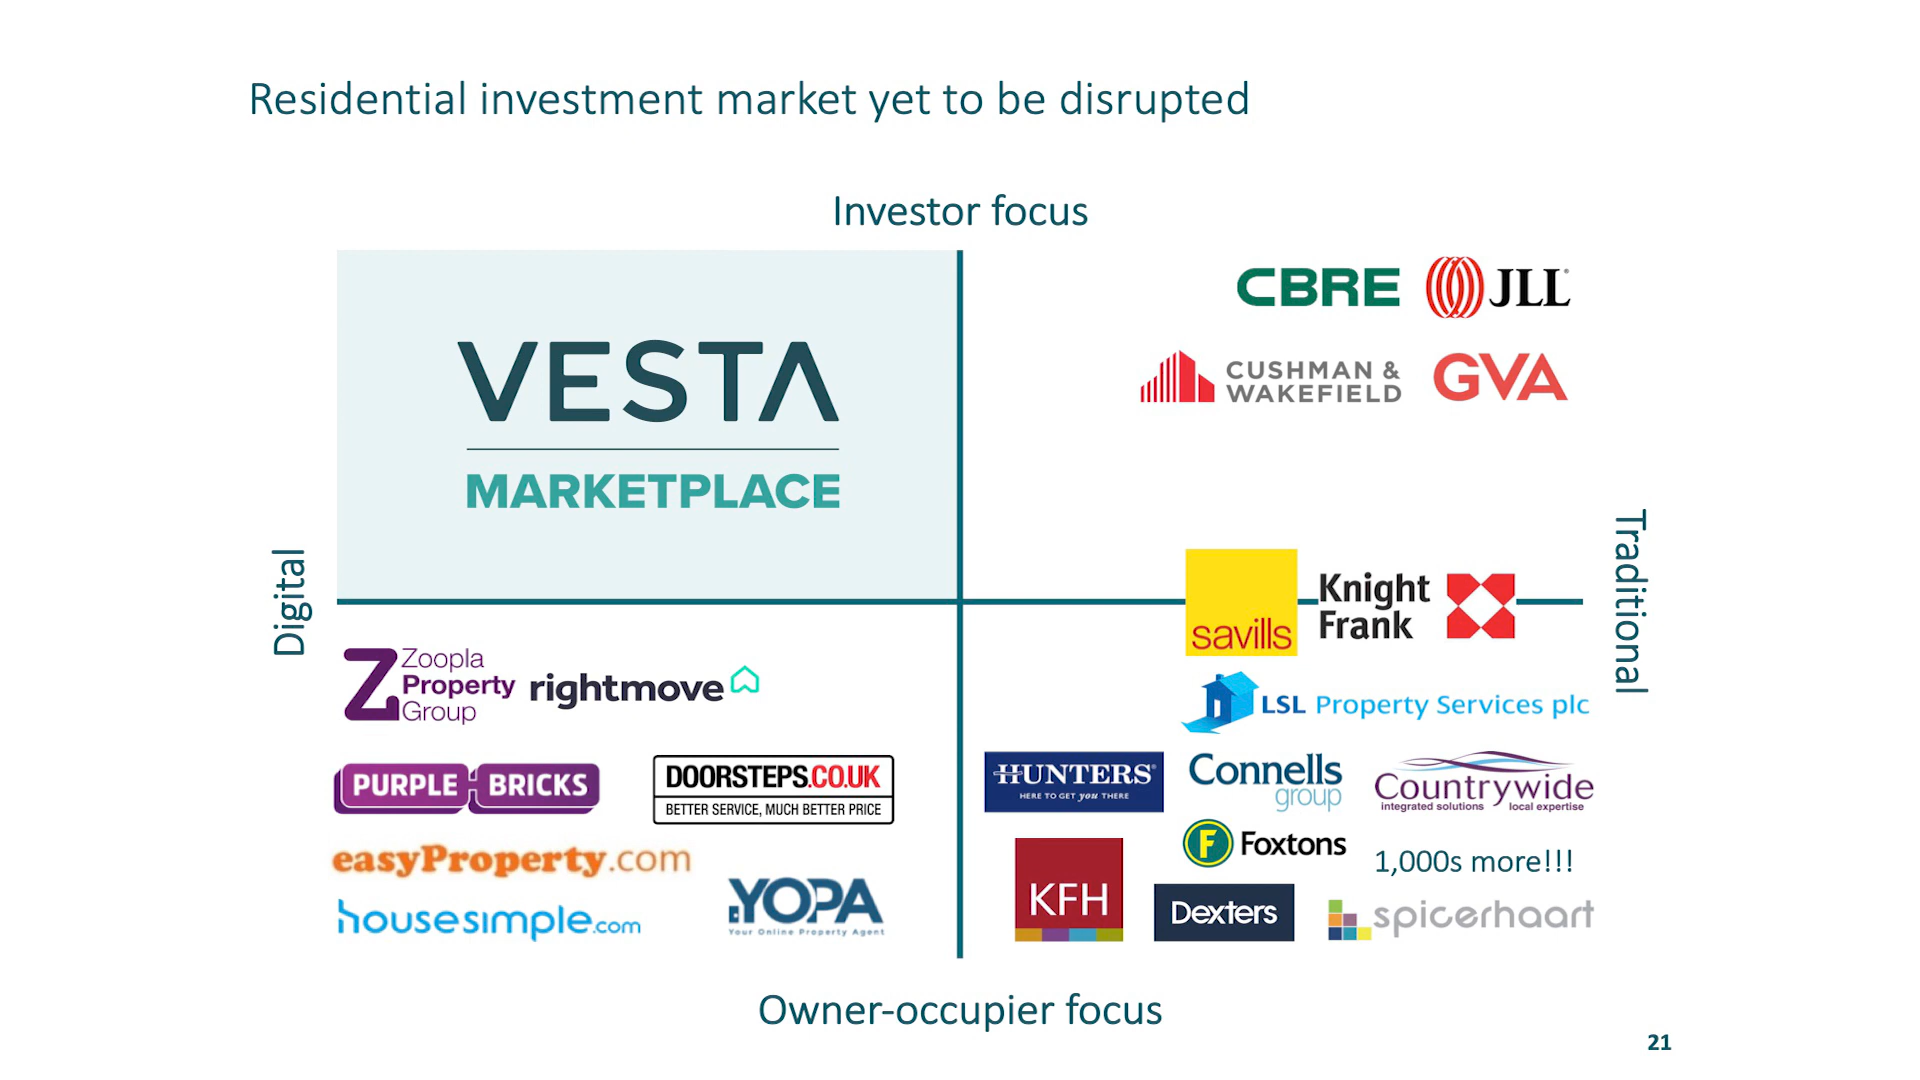 Residential investment market yet to be disrupted
Investor focus
CBRE
JLL
VESTA
MARKETPLACE
CUSHMAN &
WAKEFIELD
GVA
Digital
Traditional
savills
Knight
Frank
Zoopla
Property
Group
rightmove
LSL Property Services plc
PURPLE BRICKS
DOORSTEPS.CO.UK
BETTER SERVICE, MUCH BETTER PRICE
HUNTERS
HERE TO GET you THERE
Connells
group
Countrywide
integrated solutions local expertise
easyProperty.com
Foxtons
1,000s more!!!
housesimple.com
YOPA
Your Online Property Agent
KFH
Dexters
spicerhaart
Owner-occupier focus
21